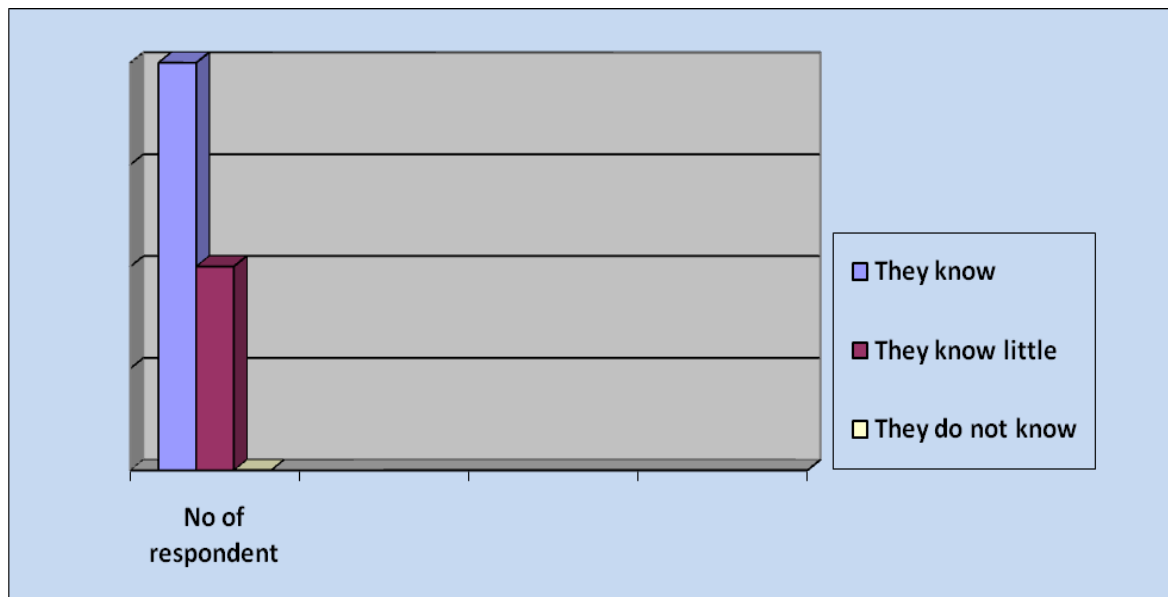 They know
They know little
They do not know
No of
respondent